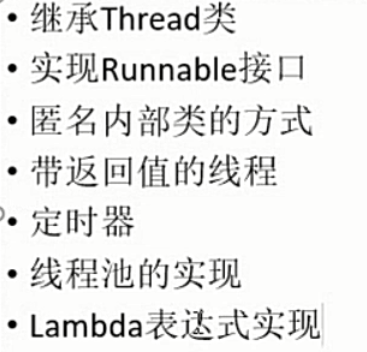 • 继承Thread类
• 实现Runnable接口
• 匿名内部类的方式
• 带返回值的线程
• 定时器
• 线程池的实现
• Lambda表达式实现